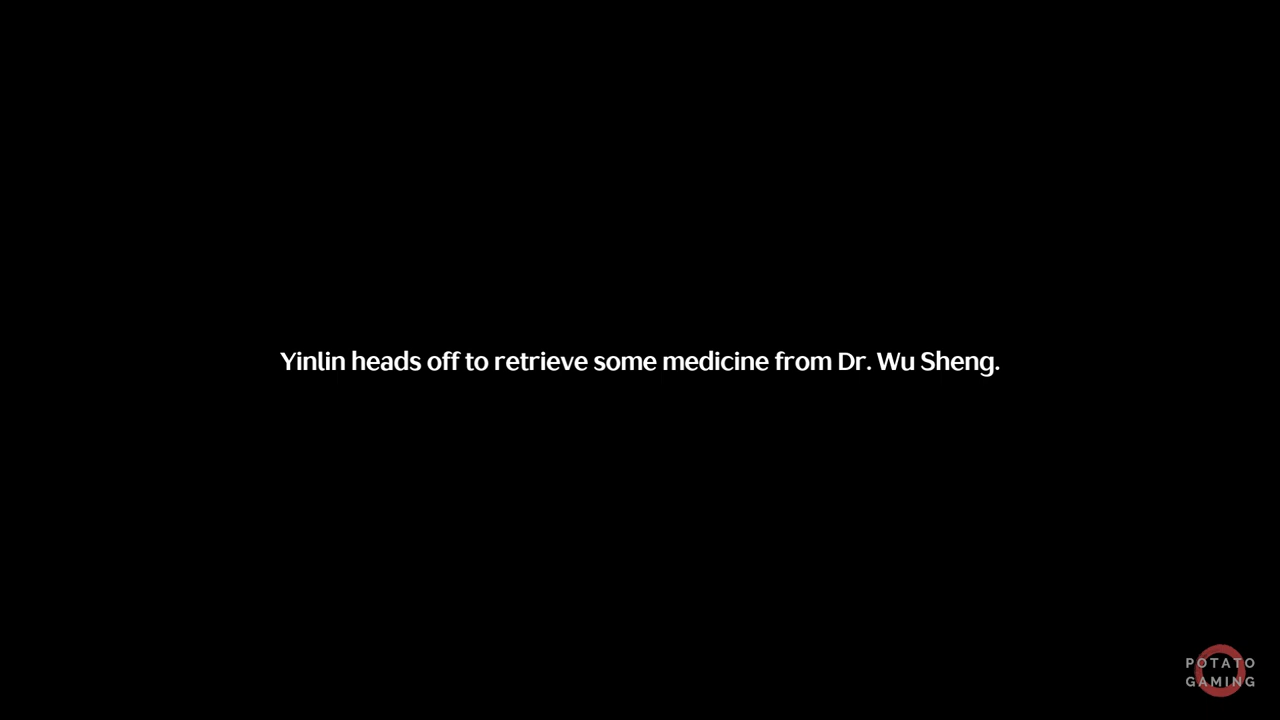 Yinlin heads off to retrieve some medicine from Dr. Wu Sheng.
POTATO
GAMING